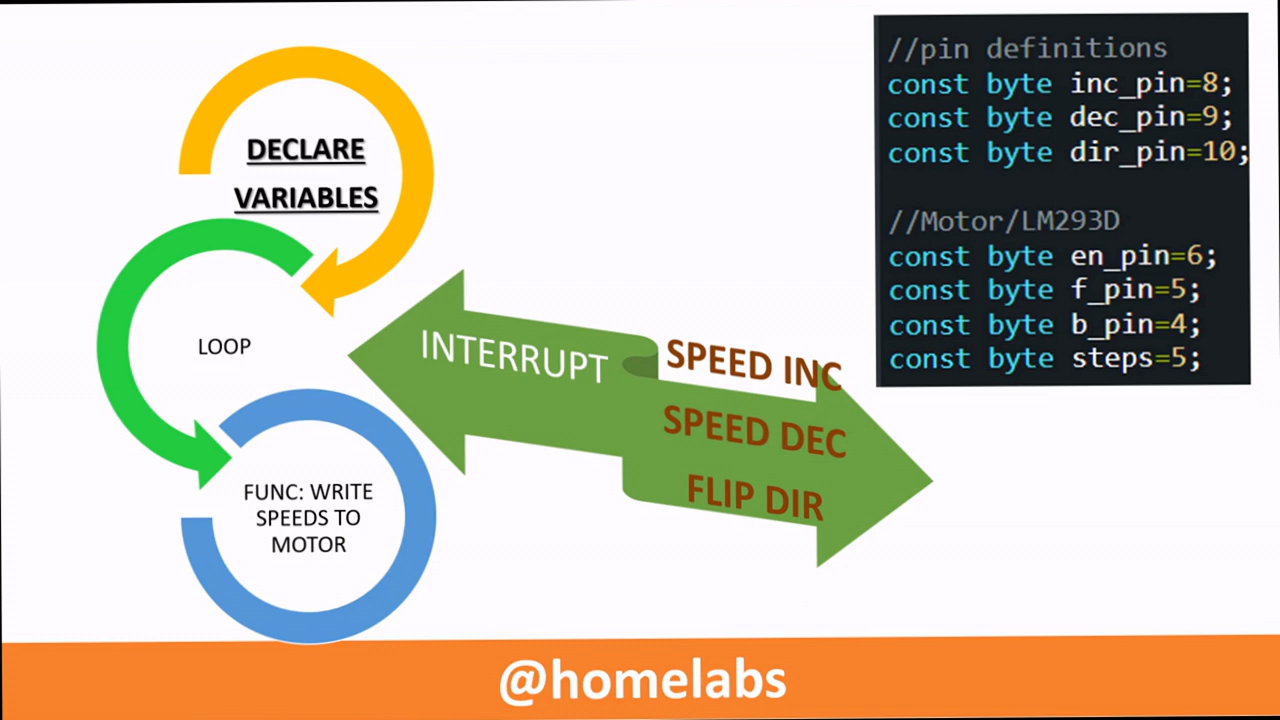 DECLARE
VARIABLES
LOOP
FUNC: WRITE
SPEEDS TO
MOTOR
INTERRUPT
SPEED INC
SPEED DEC
FLIP DIR
//pin definitions
const byte inc_pin=8;
const byte dec_pin=9;
const byte dir_pin=10;
//Motor/LM293D
const byte en_pin=6;
const byte f_pin=5;
const byte b_pin=4;
const byte steps=5;
@homelabs